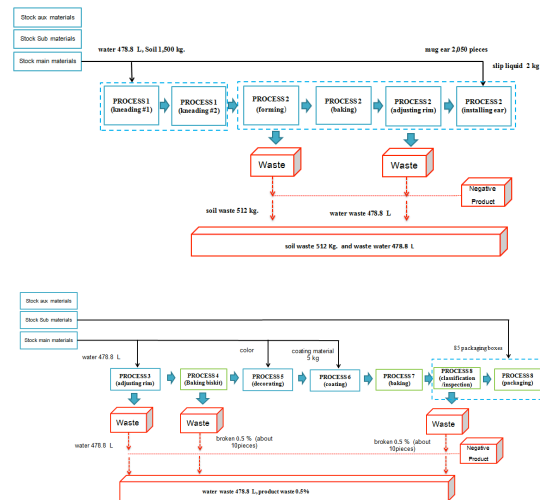 Stock aux materials
Stock Sub materials
Stock main materials
water 478.8 L, Soil 1,500 kg.
mug ear 2,050 pieces
slip liquid 2 kg
PROCESS 1
(kneading #1)
PROCESS 1
(kneading #2)
PROCESS 2
(forming)
PROCESS 2
(baking)
PROCESS 2
(adjusting rim)
PROCESS 2
(installing ear)
Waste
Waste
Negative
Product
soil waste 512 kg.
water waste 478.8 L
soil waste 512 Kg. and waste water 478.8 L
Stock aux materials
Stock Sub materials
Stock main materials
85 packaging boxes
water 478.8 L
color
coating material
5 kg
PROCESS 3
(adjusting rim)
PROCESS 4
(Baking biskit)
PROCESS 5
(decorating)
PROCESS 6
(coating)
PROCESS 7
(baking)
PROCESS 8
(classification
/inspection)
PROCESS 8
(packaging)
Waste
Waste
Waste
water 478.8 L
broken 0.5 % (about
10pieces)
broken 0.5 % (about
10pieces)
Negative
Product
water waste 478.8 L, product waste 0.5%